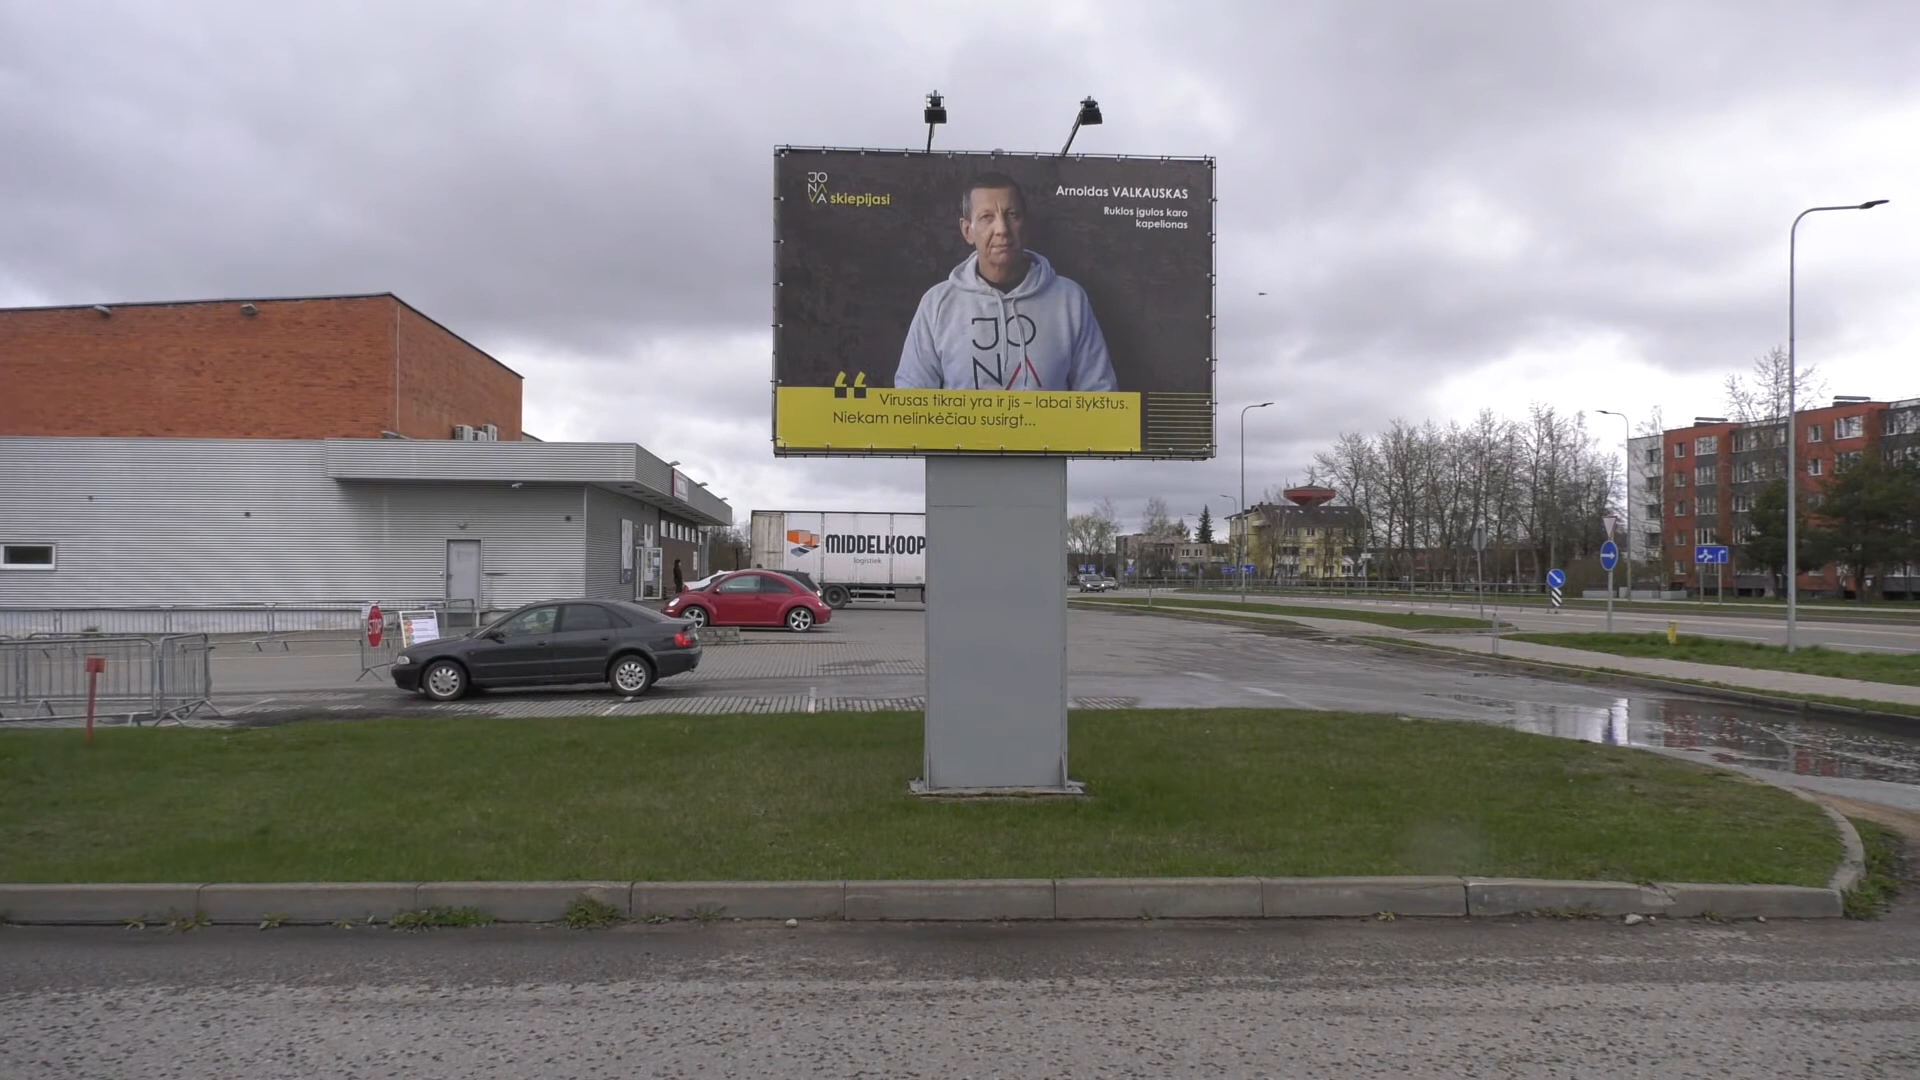 JO
NA
VA skiepijasi
Arnoldas VALKAUSKAS
Ruklos įgulos karo
kapelionas
JO
NA
“ Virusas tikrai yra ir jis – labai šlykštus.
Niekam nelinkėčiau susirgt...
MIDDELKOOP
logistiek
STOP